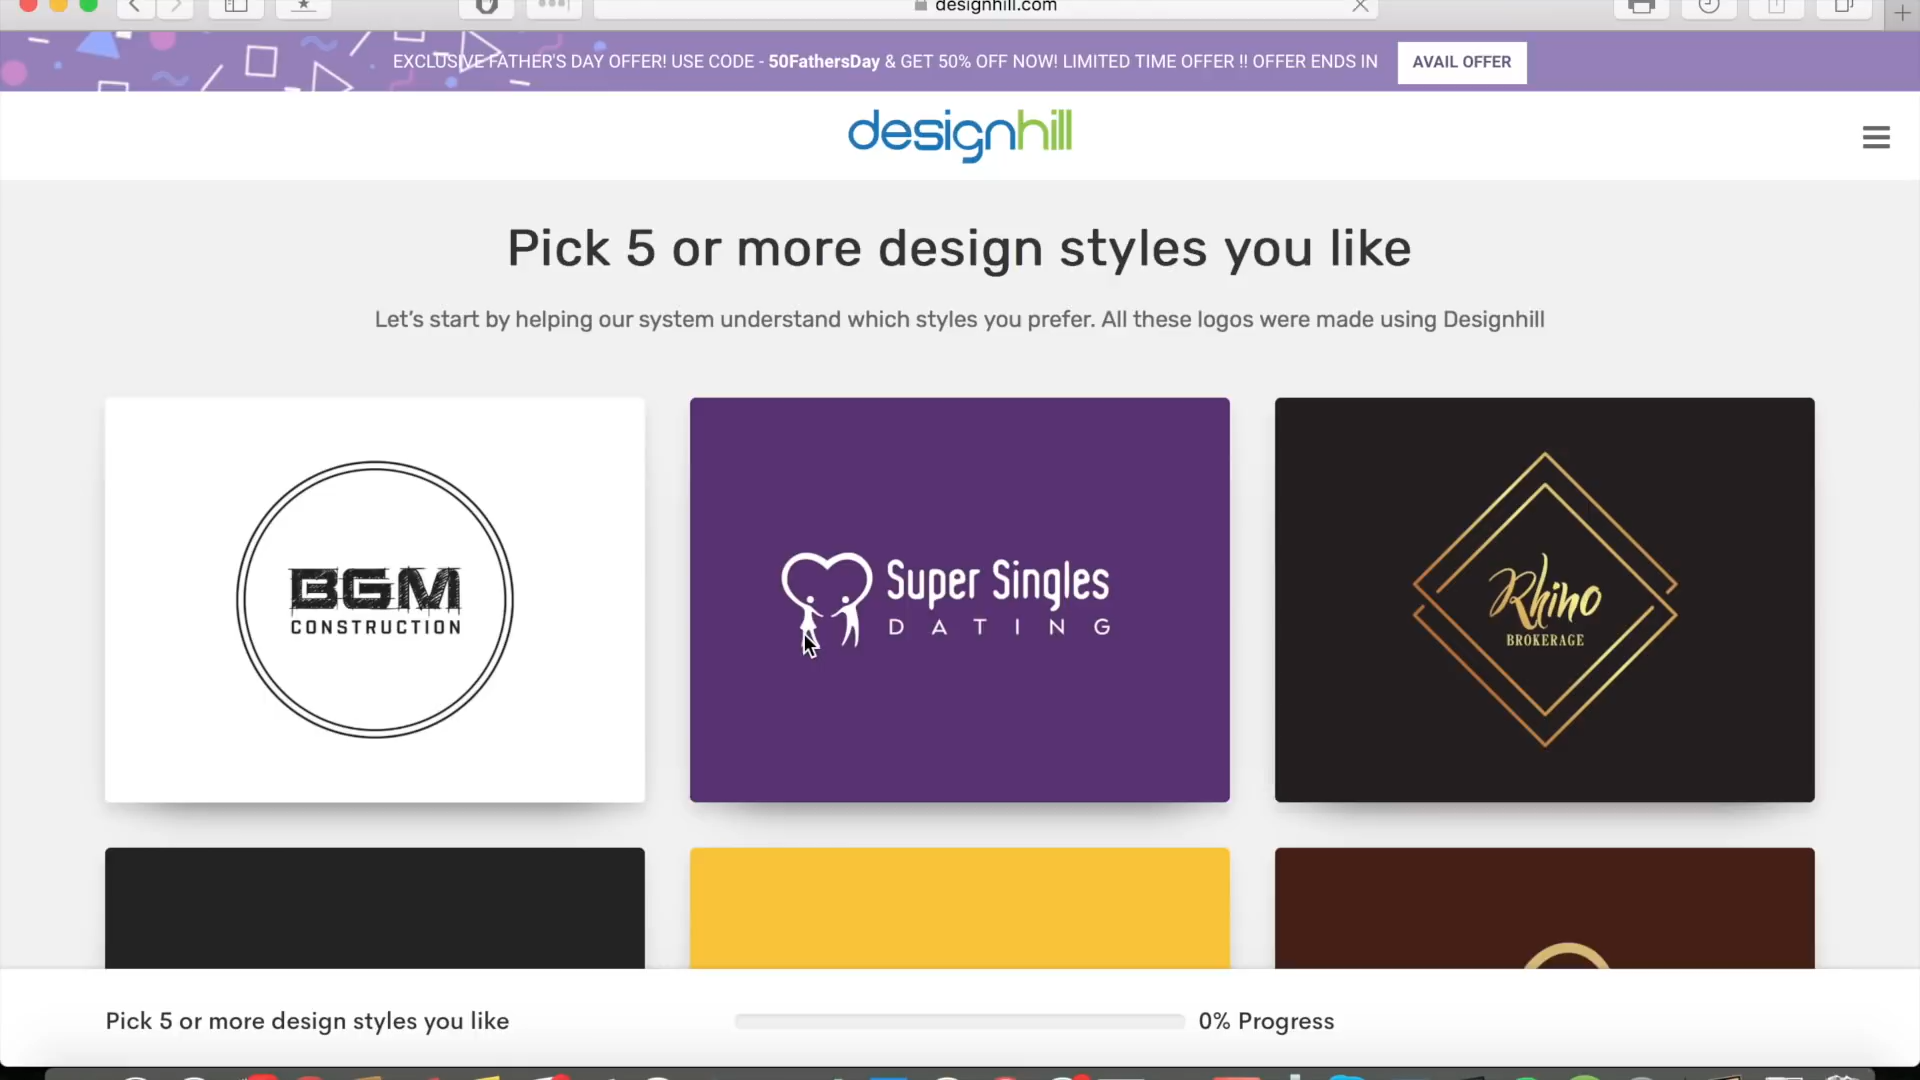 designhill.com
EXCLUSIVE FATHER'S DAY OFFER! USE CODE - 50FathersDay & GET 50% OFF NOW! LIMITED TIME OFFER !! OFFER ENDS IN
AVAIL OFFER
designhill
Pick 5 or more design styles you like
Let's start by helping our system understand which styles you prefer. All these logos were made using Designhill
BGM
CONSTRUCTION
Super Singles
DATING
Rhino
BROKERAGE
Pick 5 or more design styles you like
0% Progress